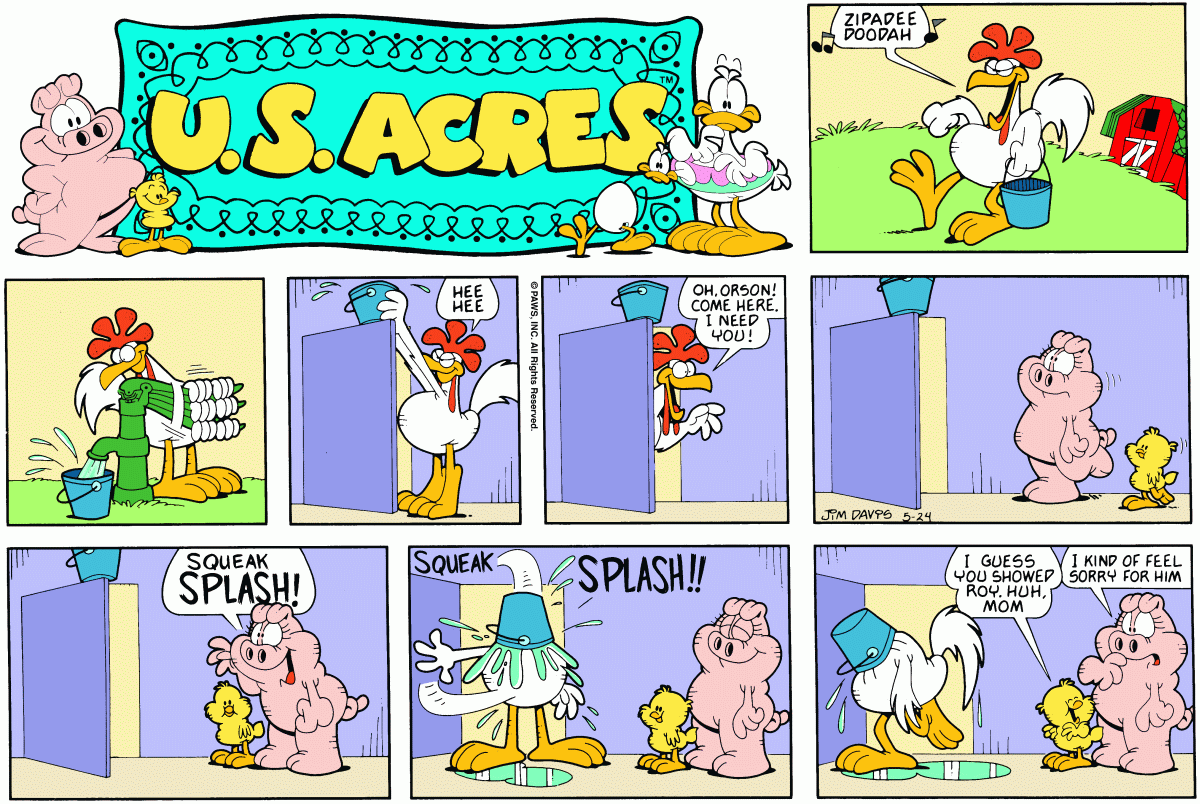 U.S. ACRES
TM
ZIPADEE
DOODAH
HEE
HEE
© PAWS, INC. All Rights Reserved.
OH, ORSON!
COME HERE.
I NEED
YOU!
JIM DAVIS 5-24
SQUEAK
SPLASH!
SQUEAK
SPLASH!!
I GUESS
YOU SHOWED
ROY, HUH,
MOM
I KIND OF FEEL
SORRY FOR HIM